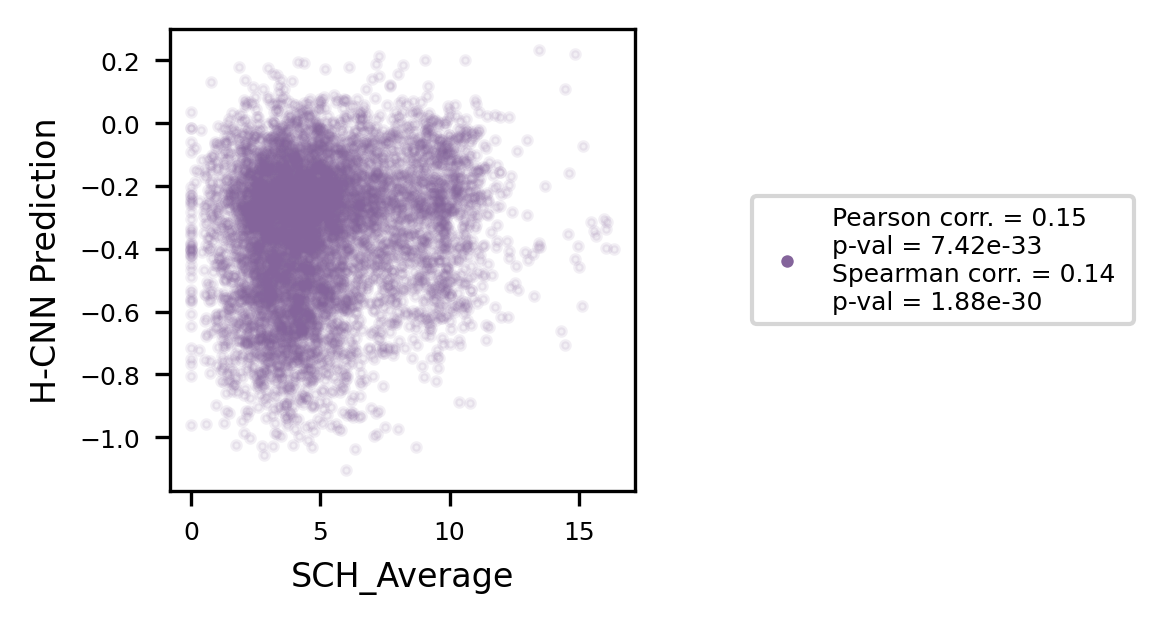 0.2
0.0
−0.2
−0.4
−0.6
−0.8
−1.0
H-CNN Prediction
0 5 10 15
SCH_Average
Pearson corr. = 0.15
p-val = 7.42e-33
Spearman corr. = 0.14
p-val = 1.88e-30